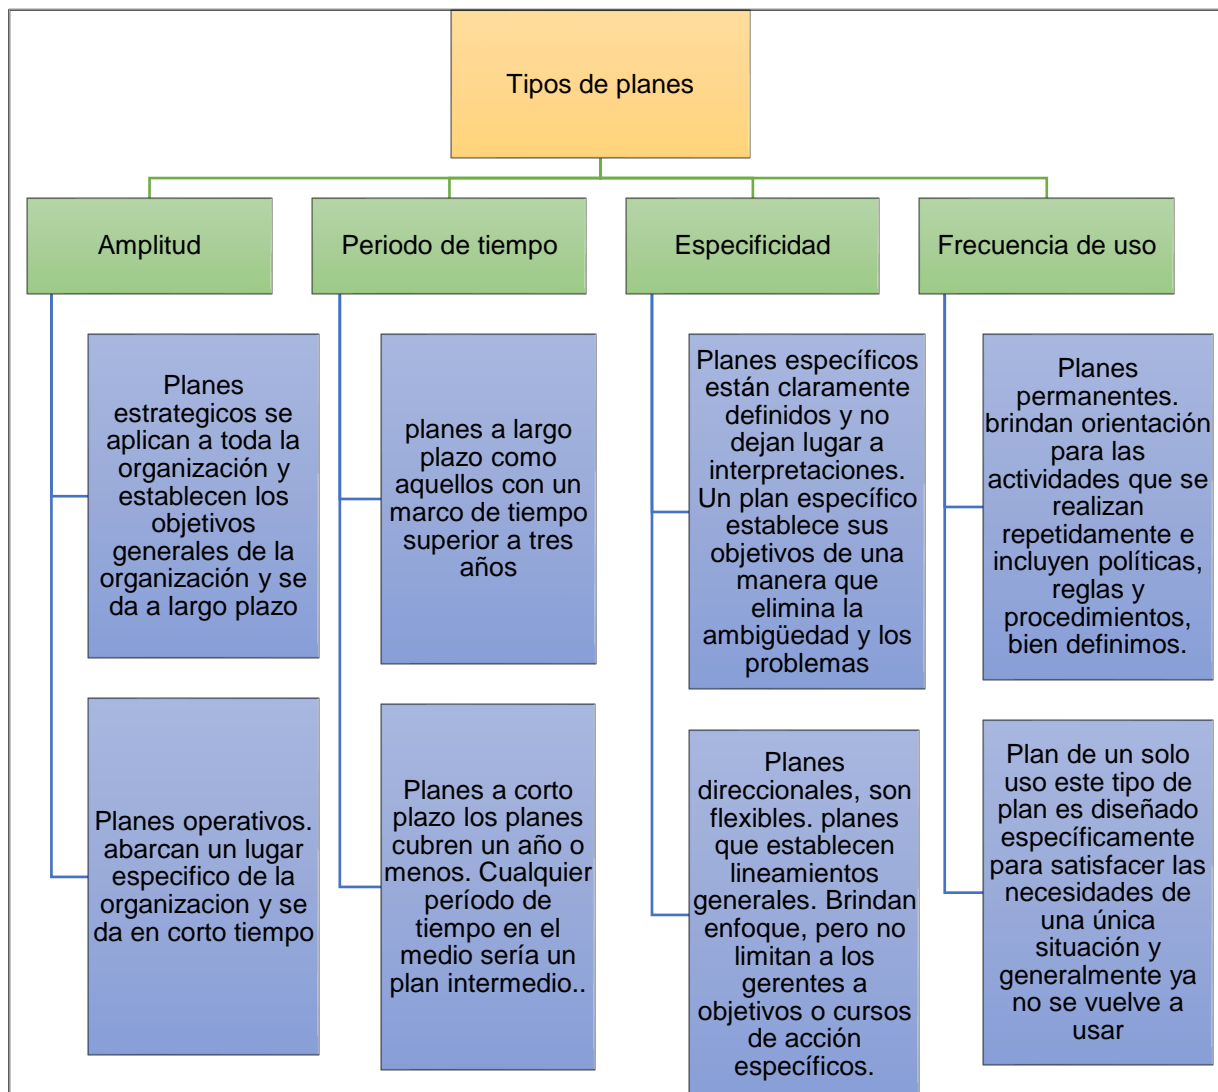 Tipos de planes
Amplitud
Planes
estrategicos se
aplican a toda la
organización y
establecen los
objetivos
generales de la
organización y se
da a largo plazo
Planes operativos.
abarcan un lugar
especifico de la
organizacion y se
da en corto tiempo
Periodo de tiempo
planes a largo
plazo como
aquellos con un
marco de tiempo
superior a tres
años
Planes a corto
plazo los planes
cubren un año o
menos. Cualquier
período de
tiempo en el
medio sería un
plan intermedio..
Especificidad
Planes específicos
están claramente
definidos y no
dejan lugar a
interpretaciones.
Un plan específico
establece sus
objetivos de una
manera que
elimina la
ambigüedad y los
problemas
Planes
direccionales, son
flexibles. planes
que establecen
lineamientos
generales. Brindan
enfoque, pero no
limitan a los
gerentes a
objetivos o cursos
de acción
específicos.
Frecuencia de uso
Planes
permanentes.
brindan orientación
para las
actividades que se
realizan
repetidamente e
incluyen políticas,
reglas y
procedimientos,
bien definimos.
Plan de un solo
uso este tipo de
plan es diseñado
específicamente
para satisfacer las
necesidades de
una única
situación y
generalmente ya
no se vuelve a
usar